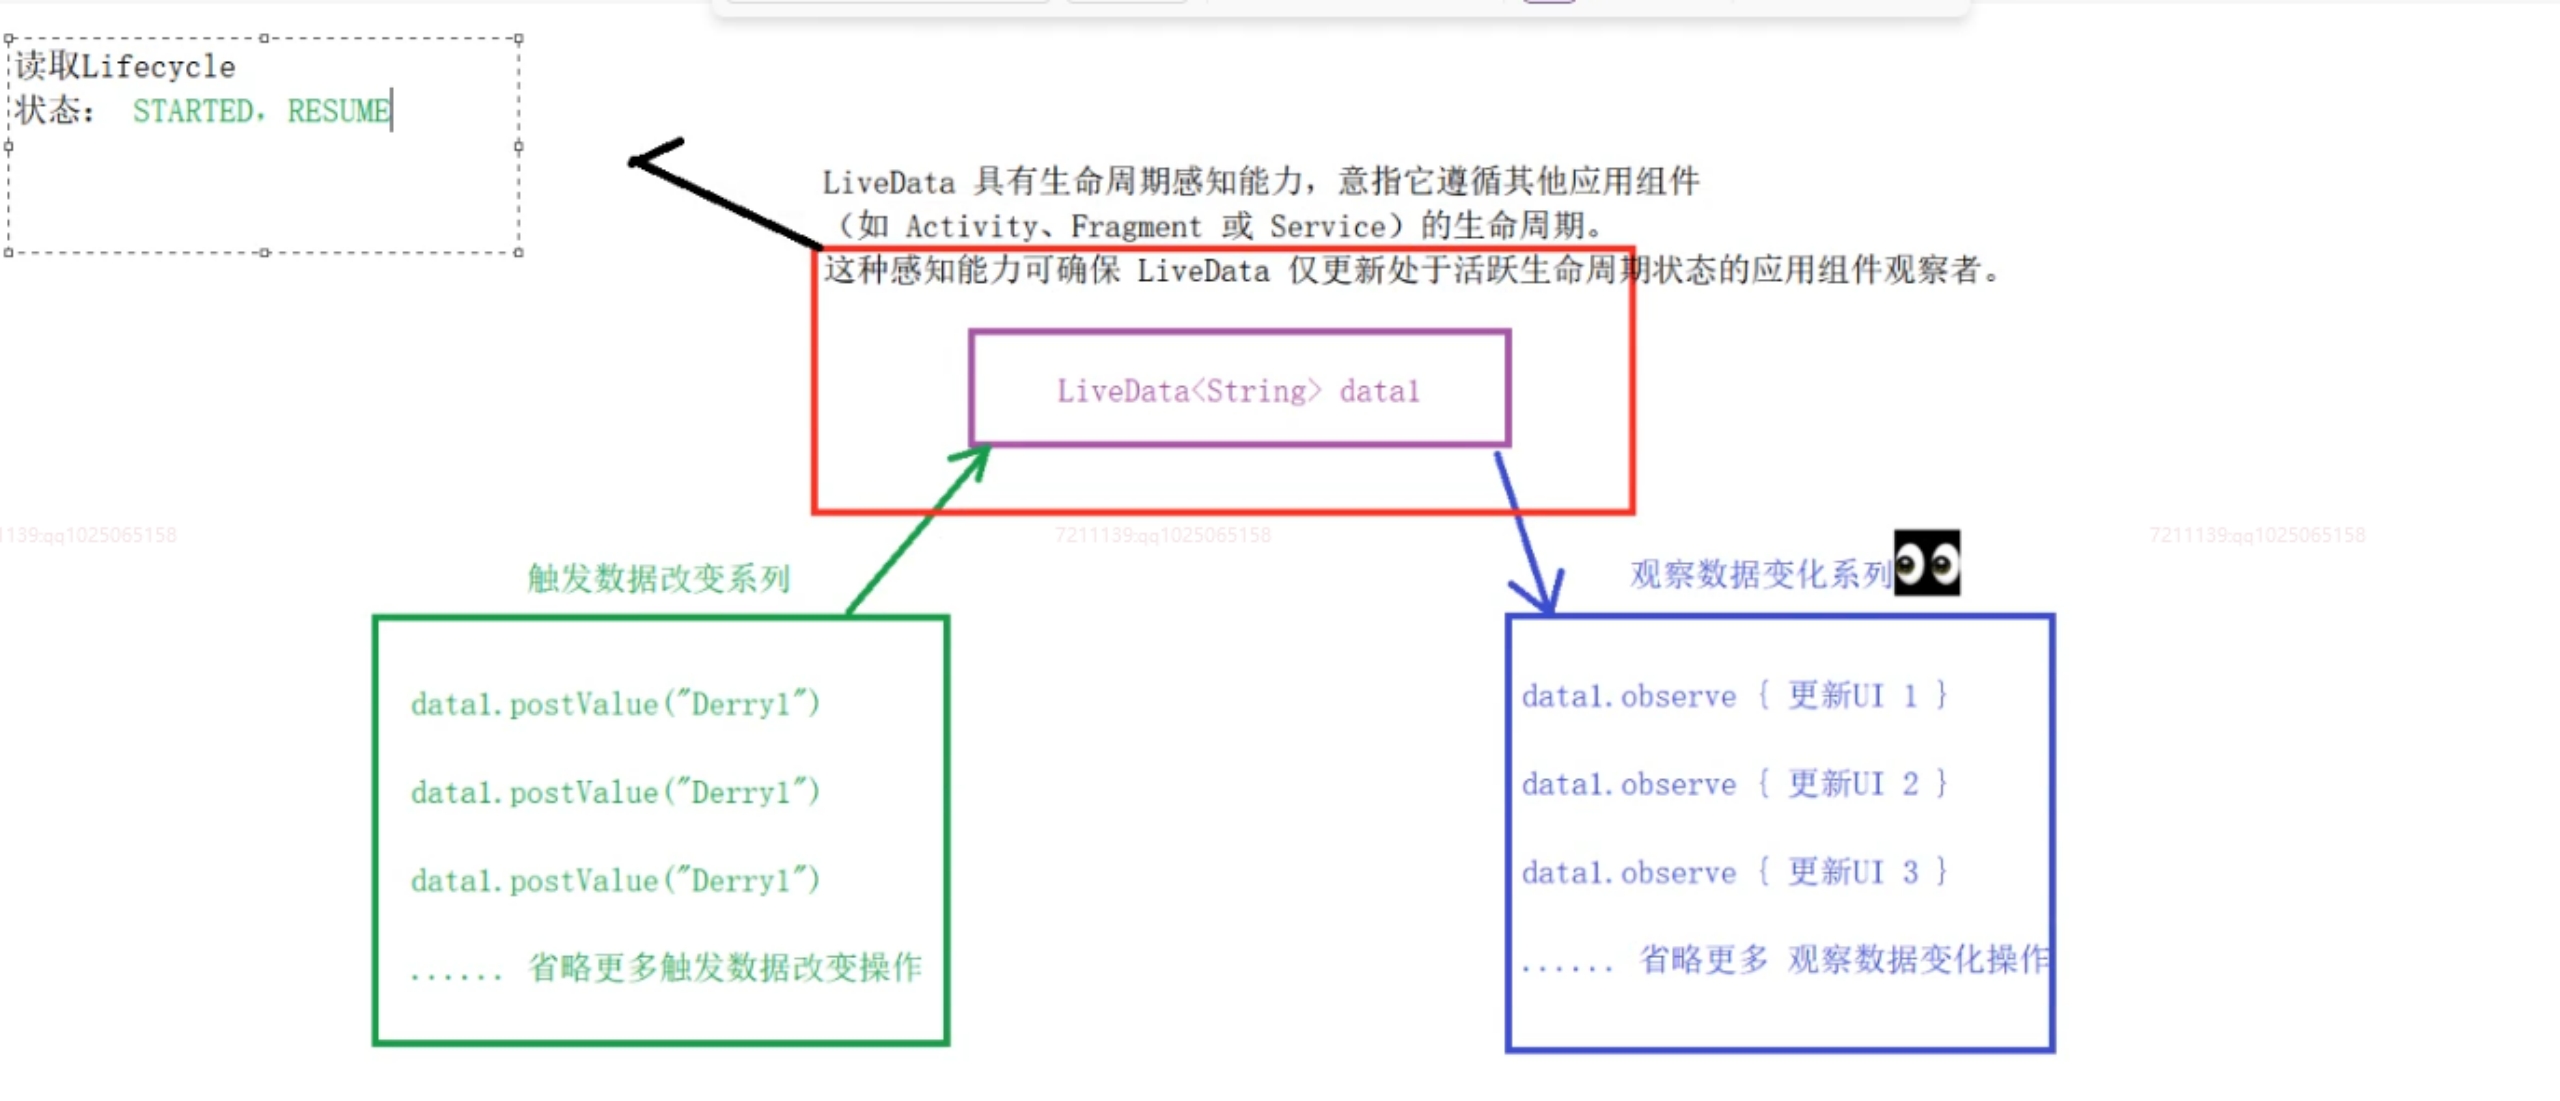 读取Lifecycle
状态： STARTED，RESUME
LiveData 具有生命周期感知能力，意指它遵循其他应用组件
（如 Activity、Fragment 或 Service）的生命周期。
这种感知能力可确保 LiveData 仅更新处于活跃生命周期状态的应用组件观察者。
LiveData<String> data1
1139:qq1025065158
7211139:qq1025065158
7211139:qq1025065158
触发数据改变系列
data1.postValue("Derry1")
data1.postValue("Derry1")
data1.postValue("Derry1")
...... 省略更多触发数据改变操作
观察数据变化系列
data1.observe { 更新UI 1 }
data1.observe { 更新UI 2 }
data1.observe { 更新UI 3 }
...... 省略更多 观察数据变化操作